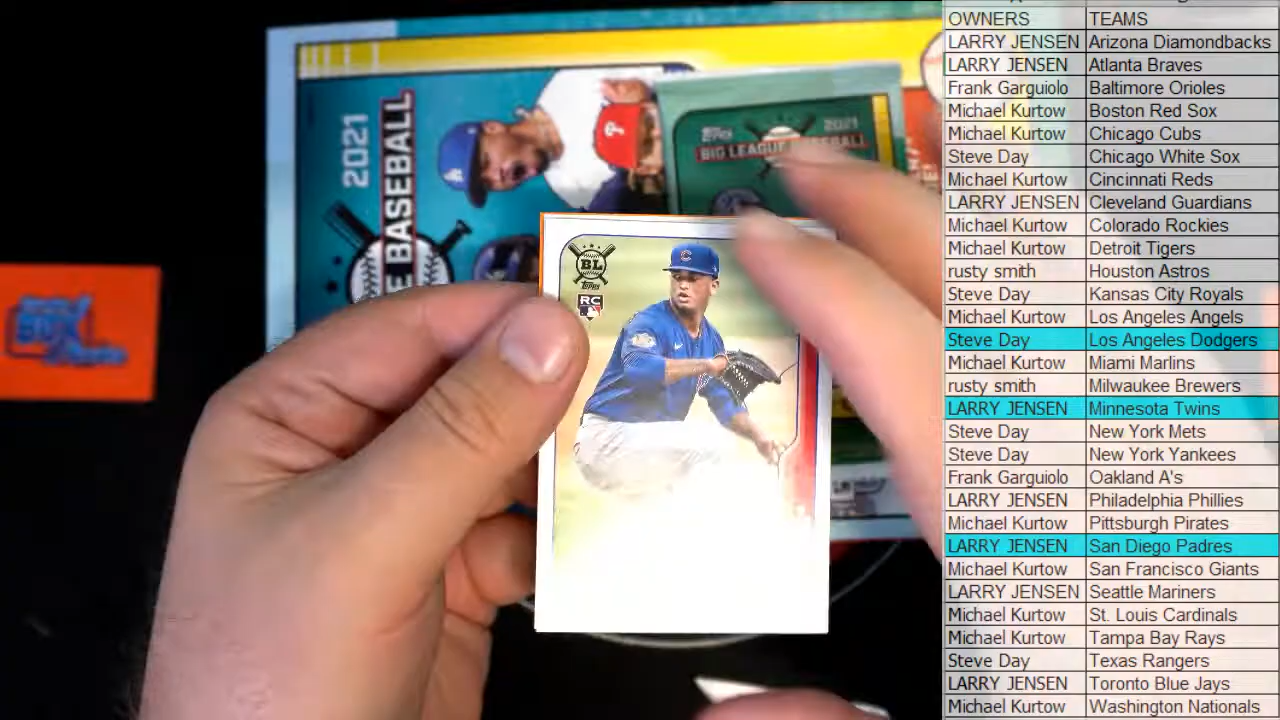 OWNERS TEAMS
LARRY JENSEN Arizona Diamondbacks
LARRY JENSEN Atlanta Braves
Frank Garguiolo Baltimore Orioles
Michael Kurtow Boston Red Sox
Michael Kurtow Chicago Cubs
Steve Day Chicago White Sox
Michael Kurtow Cincinnati Reds
LARRY JENSEN Cleveland Guardians
Michael Kurtow Colorado Rockies
Michael Kurtow Detroit Tigers
rusty smith Houston Astros
Steve Day Kansas City Royals
Michael Kurtow Los Angeles Angels
Steve Day Los Angeles Dodgers
Michael Kurtow Miami Marlins
rusty smith Milwaukee Brewers
LARRY JENSEN Minnesota Twins
Steve Day New York Mets
Steve Day New York Yankees
Frank Garguiolo Oakland A's
LARRY JENSEN Philadelphia Phillies
Michael Kurtow Pittsburgh Pirates
LARRY JENSEN San Diego Padres
Michael Kurtow San Francisco Giants
LARRY JENSEN Seattle Mariners
Michael Kurtow St. Louis Cardinals
Michael Kurtow Tampa Bay Rays
Steve Day Texas Rangers
LARRY JENSEN Toronto Blue Jays
Michael Kurtow Washington Nationals
2021
E BASEBALL
Topps
2021
BIG LEAGUE BASEBALL
P
C
BL
Topps
RC